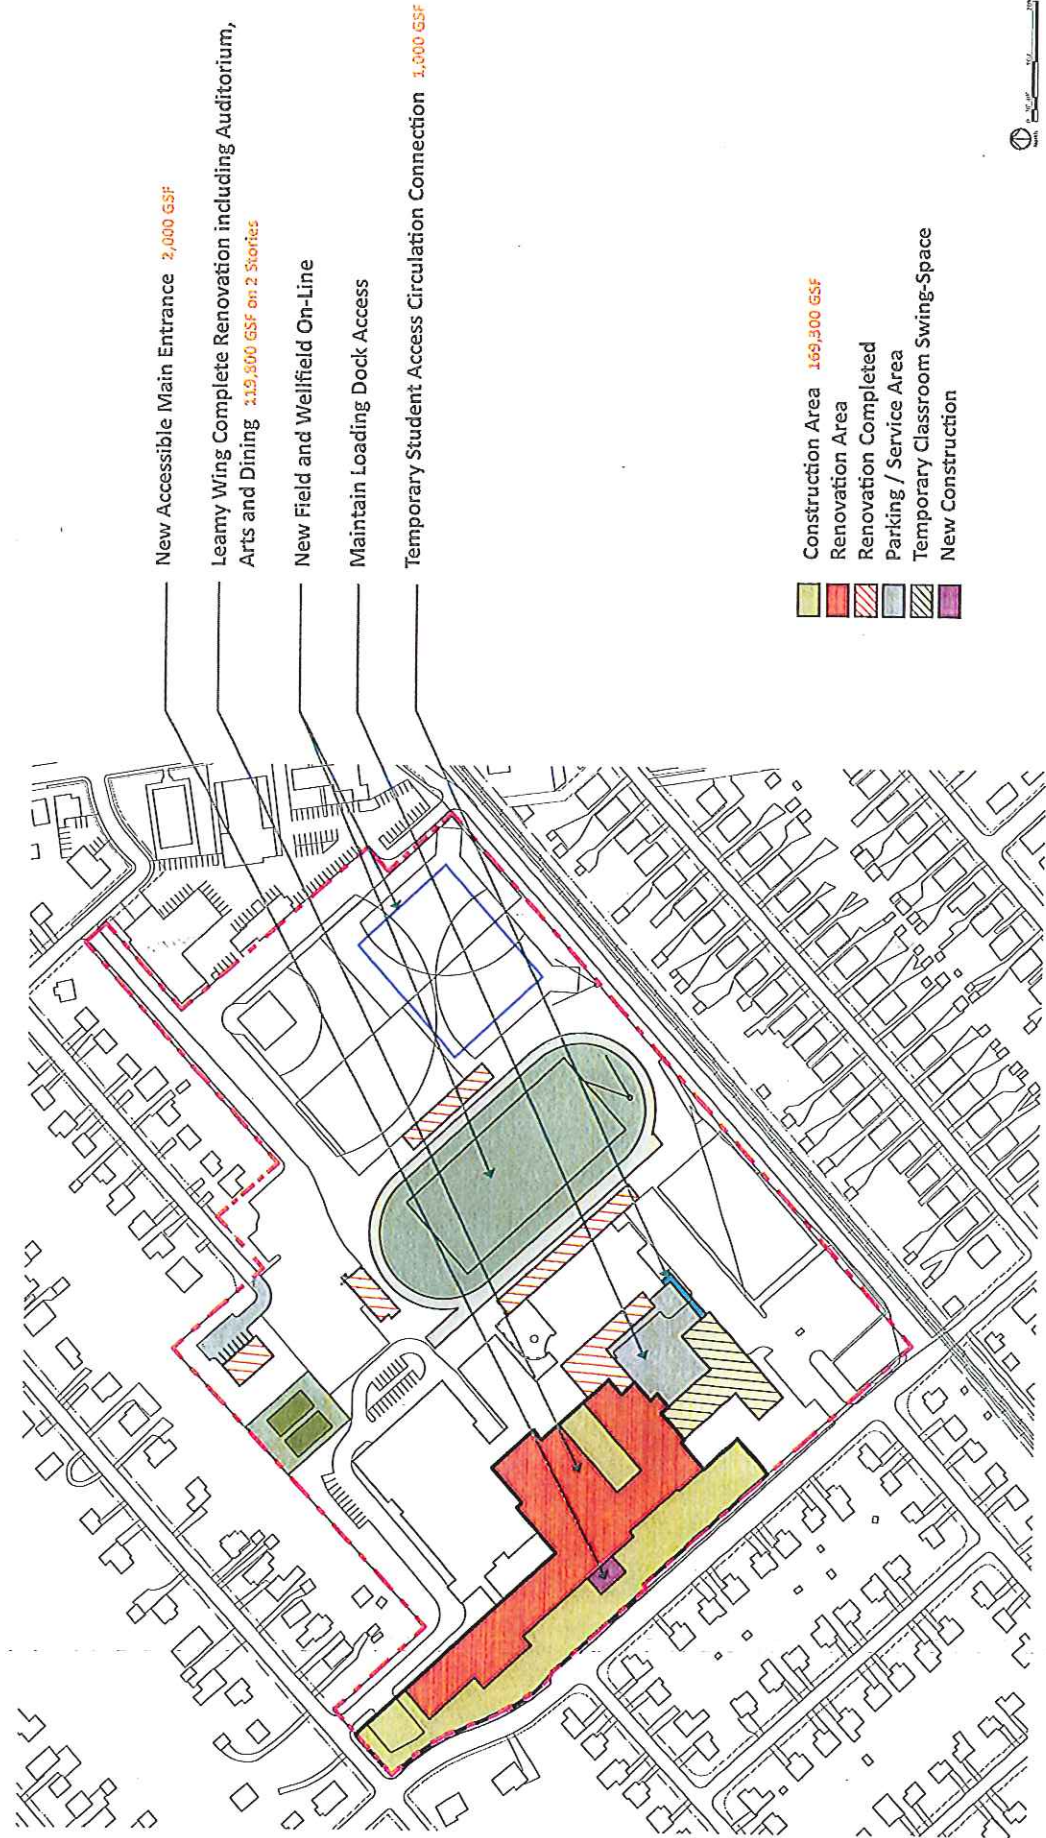 New Accessible Main Entrance 2,000 GSF
Leamy Wing Complete Renovation including Auditorium,
Arts and Dining 119,800 GSF on 2 Stories
New Field and Wellfield On-Line
Maintain Loading Dock Access
Temporary Student Access Circulation Connection 1,000 GSF
Construction Area 169,300 GSF
Renovation Area
Renovation Completed
Parking / Service Area
Temporary Classroom Swing-Space
New Construction